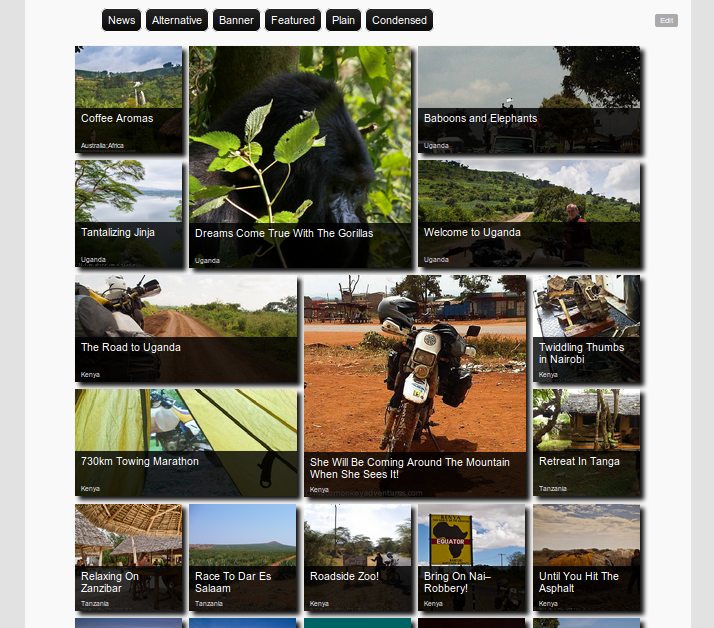 News
Alternative
Banner
Featured
Plain
Condensed
Edit
Coffee Aromas
Australia:Africa
Dreams Come True With The Gorillas
Uganda
Baboons and Elephants
Uganda
Tantalizing Jinja
Uganda
Welcome to Uganda
Uganda
The Road to Uganda
Kenya
She Will Be Coming Around The Mountain
When She Sees It!
Kenya
Twiddling Thumbs
in Nairobi
Kenya
730km Towing Marathon
Kenya
Retreat In Tanga
Tanzania
Relaxing On
Zanzibar
Tanzania
Race To Dar Es
Salaam
Tanzania
Roadside Zoo!
Kenya
KENYA
EQUATOR
Bring On Nai–
Robbery!
Kenya
Until You Hit The
Asphalt
Kenya